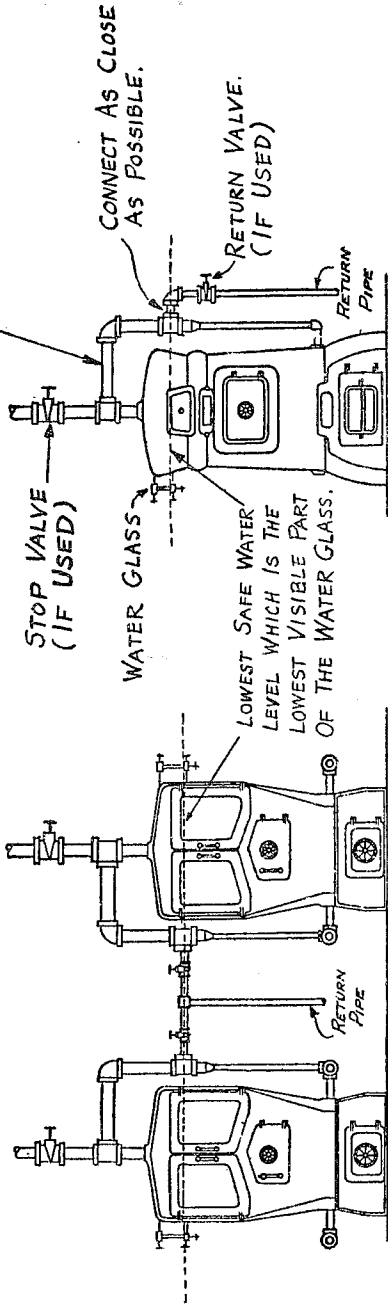 STOP VALVE
(IF USED)
WATER GLASS
CONNECT AS CLOSE
AS POSSIBLE.
RETURN VALVE.
(IF USED)
RETURN
PIPE
LOWEST SAFE WATER
LEVEL WHICH IS THE
LOWEST VISIBLE PART
OF THE WATER GLASS.
RETURN
PIPE